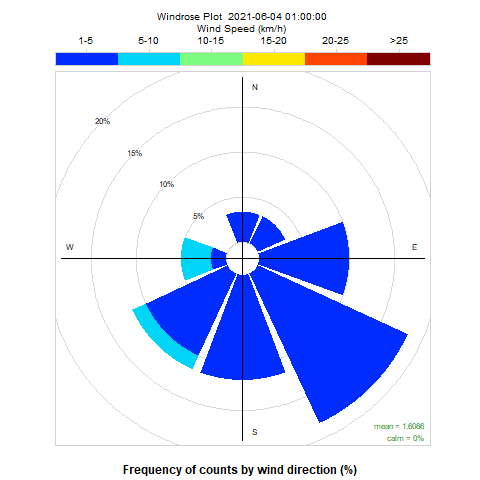 Windrose Plot 2021-06-04 01:00:00
Wind Speed (km/h)
1-5 5-10 10-15 15-20 20-25 >25
N
20%
15%
10%
5%
W E
S
mean = 1.6086
calm = 0%
Frequency of counts by wind direction (%)